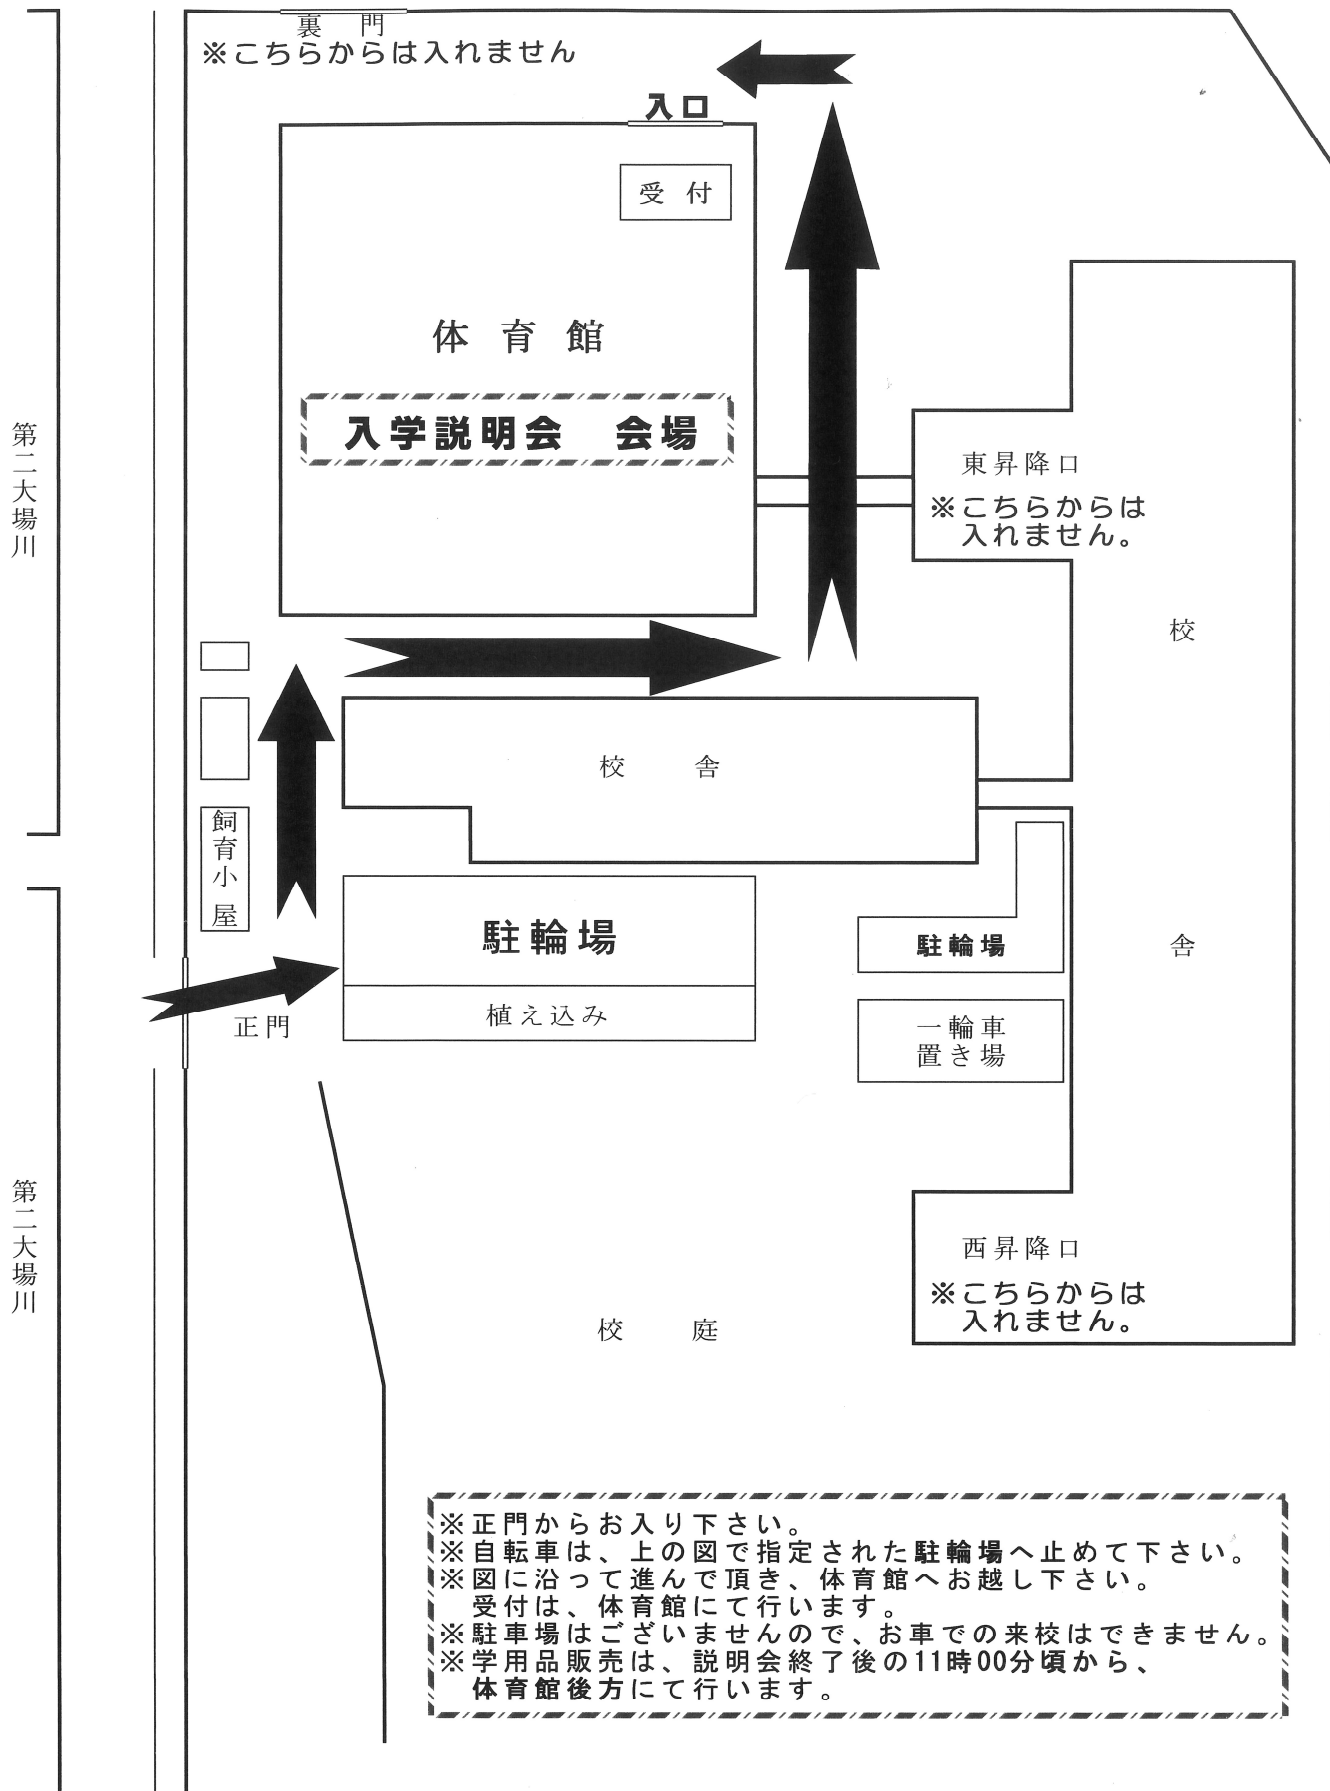 裏 門
※こちらからは入れません
入口
受 付
体 育 館
入学説明会 会場
第二大場川
東昇降口
※こちらからは
入れません。
校
校 舎
飼育小屋
駐輪場
駐輪場
舎
植え込み
正門
一輪車
置き場
第二大場川
西昇降口
※こちらからは
入れません。
校 庭
※正門からお入り下さい。
※自転車は、上の図で指定された駐輪場へ止めて下さい。
※図に沿って進んで頂き、体育館へお越し下さい。
受付は、体育館にて行います。
※駐車場はございませんので、お車での来校はできません。
※学用品販売は、説明会終了後の11時00分頃から、
体育館後方にて行います。